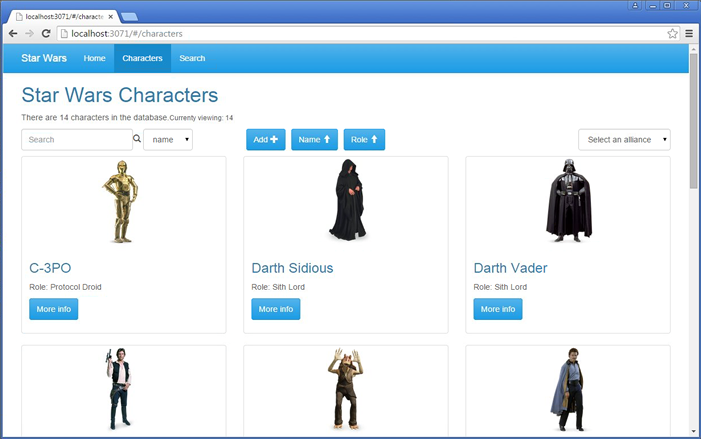 localhost:3071/#/characte
localhost:3071/#/characters
Star Wars Home Characters Search
Star Wars Characters
There are 14 characters in the database.Currenty viewing: 14
Search name Add Name Role Select an alliance
C-3PO Darth Sidious Darth Vader
Role: Protocol Droid Role: Sith Lord Role: Sith Lord
More info More info More info